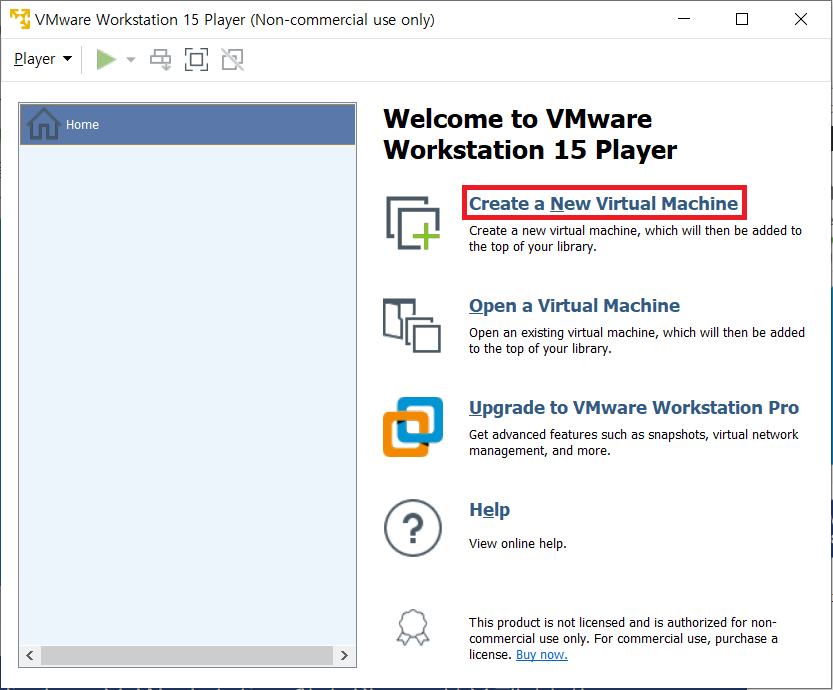 VMware Workstation 15 Player (Non-commercial use only)
Player
Home
Welcome to VMware
Workstation 15 Player
Create a New Virtual Machine
Create a new virtual machine, which will then be added to
the top of your library.
Open a Virtual Machine
Open an existing virtual machine, which will then be added
to the top of your library.
Upgrade to VMware Workstation Pro
Get advanced features such as snapshots, virtual network
management, and more.
Help
View online help.
This product is not licensed and is authorized for non-
commercial use only. For commercial use, purchase a
license. Buy now.